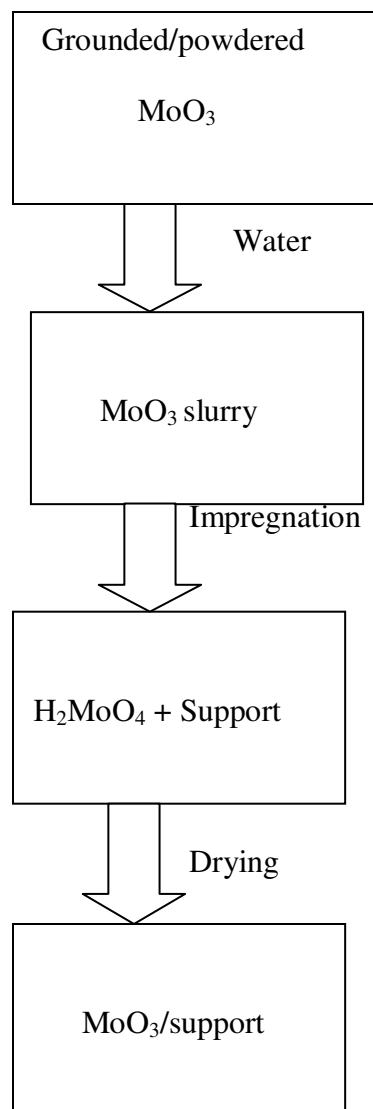 Grounded/powdered
MoO₃
Water
MoO₃ slurry
Impregnation
H₂MoO₄ + Support
Drying
MoO₃/support